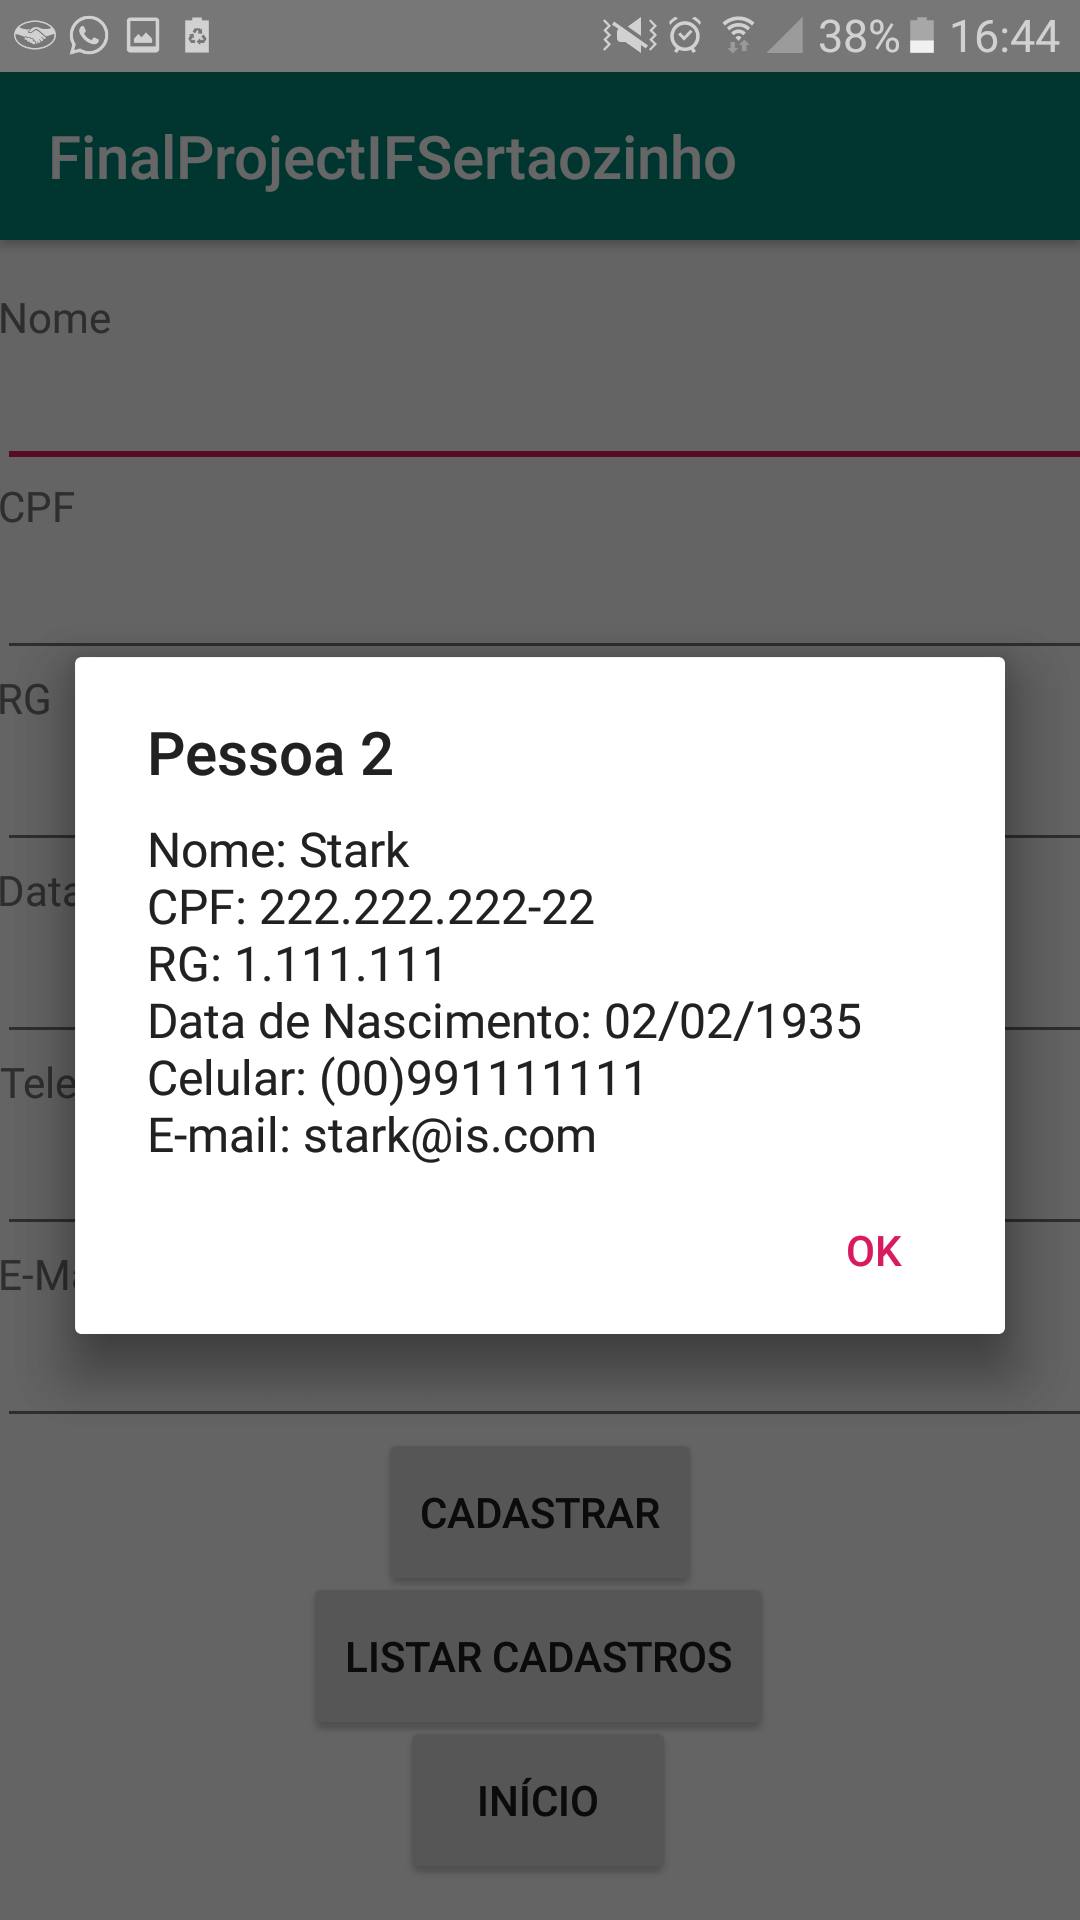 38% 16:44
FinalProjectIFSertaozinho
Nome
CPF
RG
Data
Tele
E-Ma
Pessoa 2
Nome: Stark
CPF: 222.222.222-22
RG: 1.111.111
Data de Nascimento: 02/02/1935
Celular: (00)991111111
E-mail: stark@is.com
OK
CADASTRAR
LISTAR CADASTROS
INÍCIO